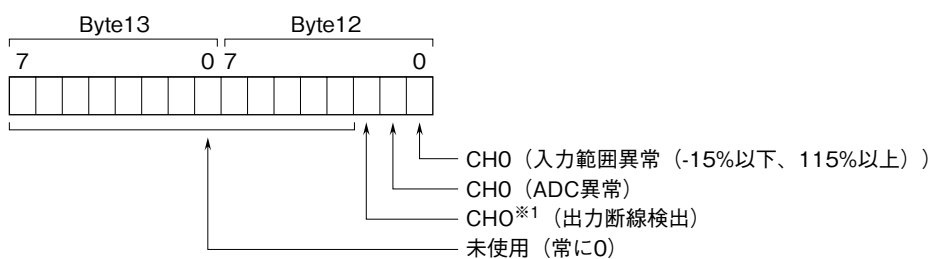 Byte13 Byte12
7 0 7 0
CH0（入力範囲異常（-15%以下、115%以上））
CH0（ADC異常）
CH0※1（出力断線検出）
未使用（常に0）